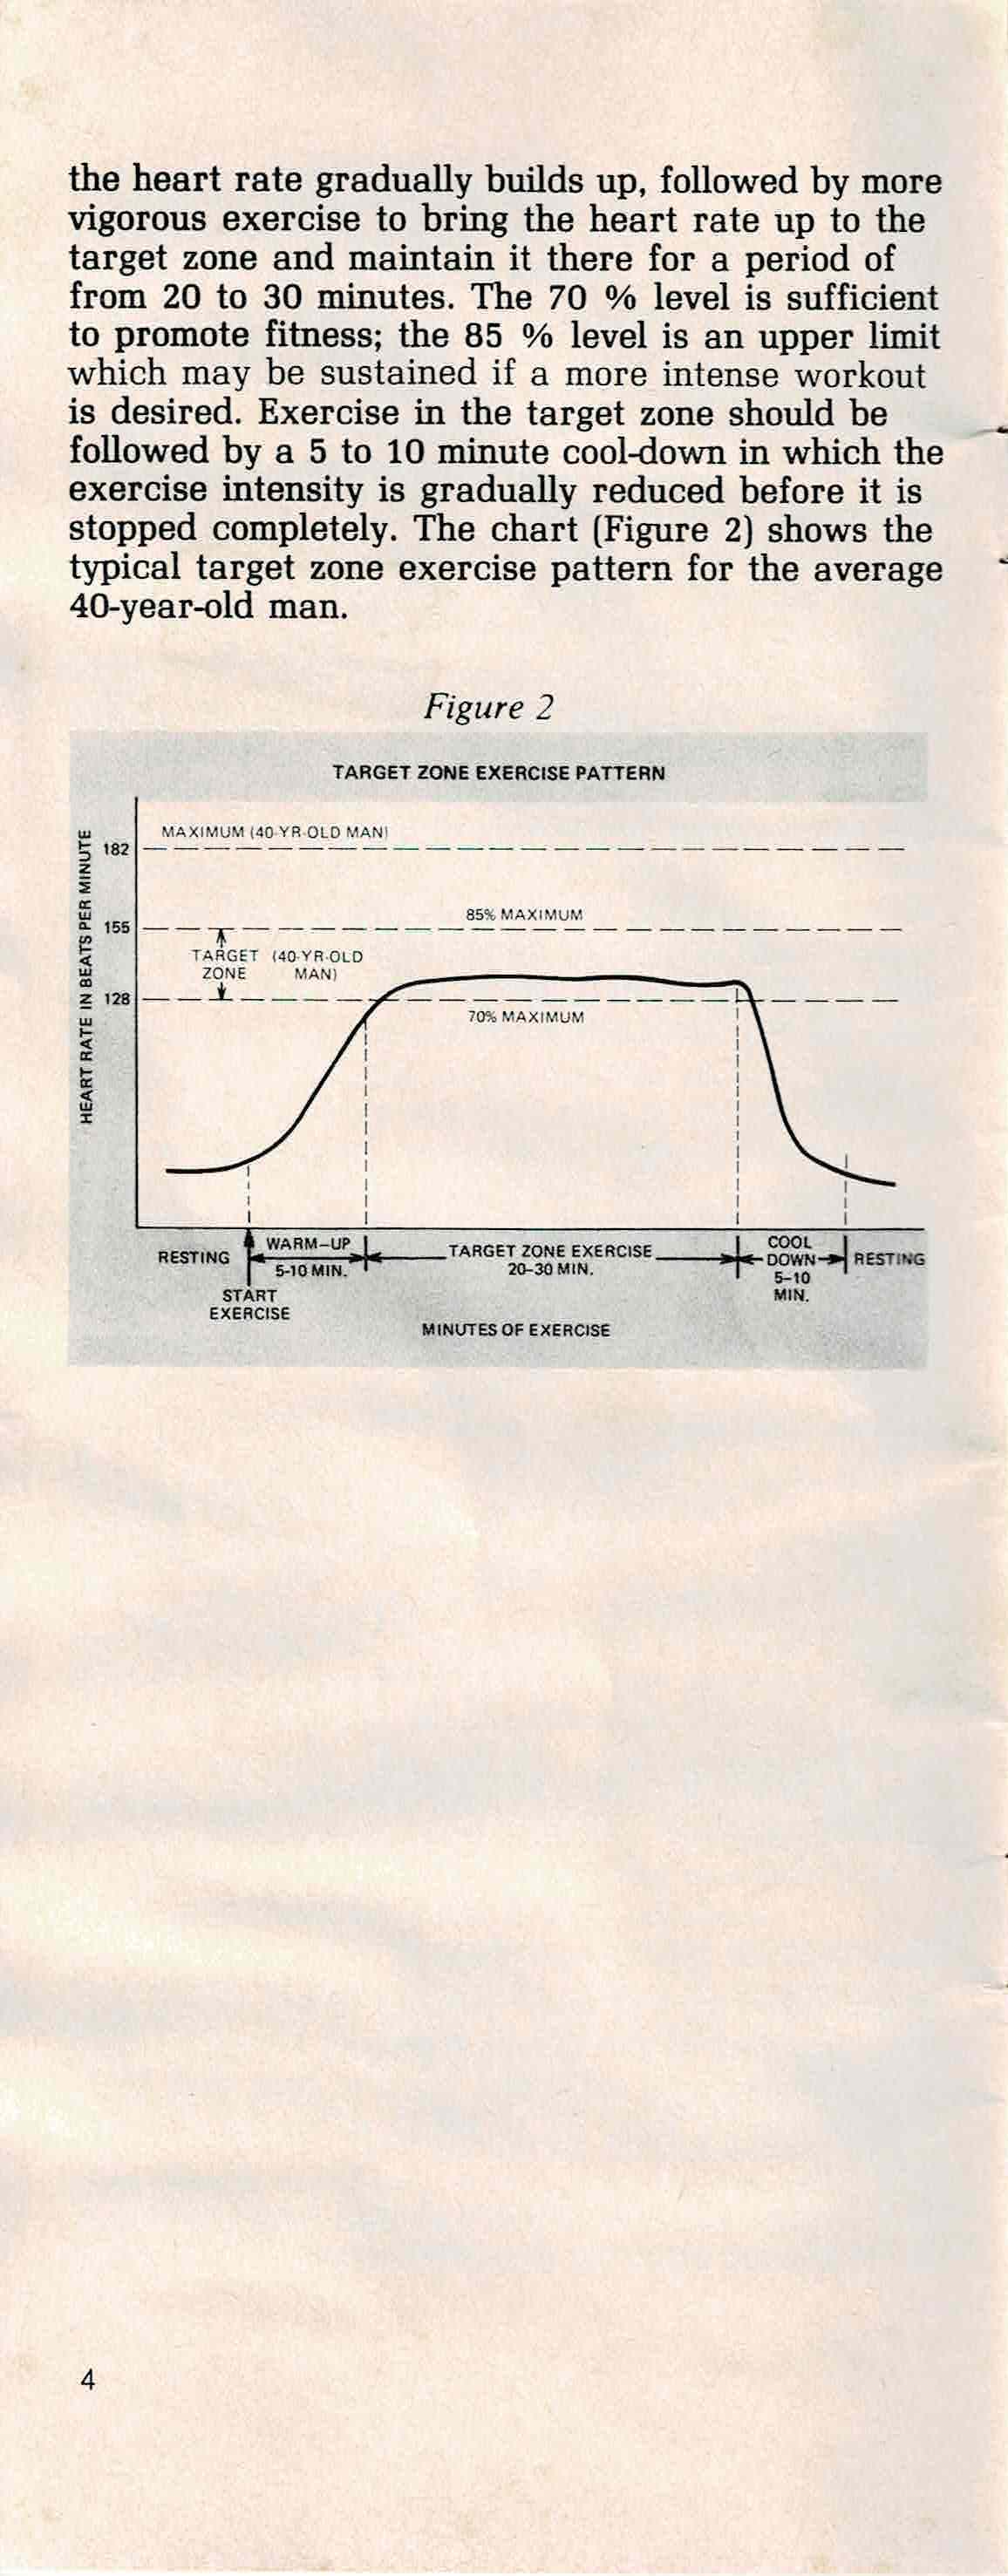 the heart rate gradually builds up, followed by more
vigorous exercise to bring the heart rate up to the
target zone and maintain it there for a period of
from 20 to 30 minutes. The 70 % level is sufficient
to promote fitness; the 85 % level is an upper limit
which may be sustained if a more intense workout
is desired. Exercise in the target zone should be
followed by a 5 to 10 minute cool-down in which the
exercise intensity is gradually reduced before it is
stopped completely. The chart (Figure 2) shows the
typical target zone exercise pattern for the average
40-year-old man.
Figure 2
TARGET ZONE EXERCISE PATTERN
HEART RATE IN BEATS PER MINUTE
MAXIMUM (40-YR-OLD MAN)
182
85% MAXIMUM
155
TARGET (40-YR-OLD
ZONE MAN)
128
70% MAXIMUM
RESTING
WARM-UP
5-10 MIN.
START
EXERCISE
TARGET ZONE EXERCISE
20-30 MIN.
COOL
DOWN
5-10
MIN.
RESTING
MINUTES OF EXERCISE
4